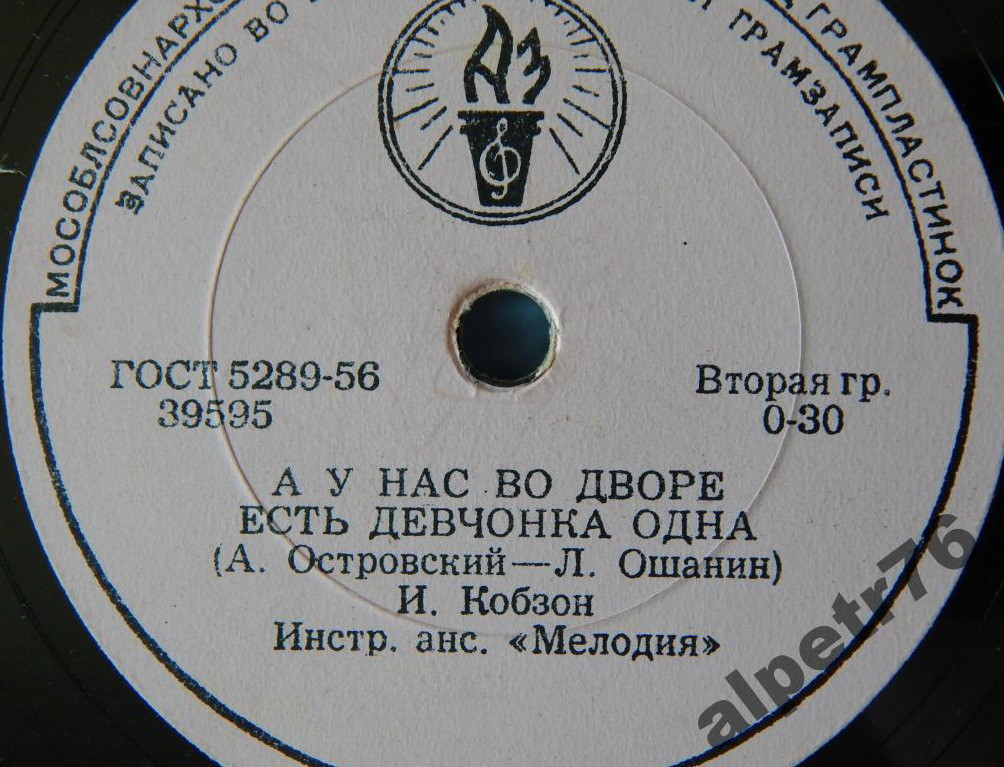 МОСОБЛСОВНАРХО
ГРАМПЛАСТИНОК
ЗАПИСАНО ВО
ГРАМЗАПИСИ
АЗ
ГОСТ 5289-56
39595
Вторая гр.
0-30
А У НАС ВО ДВОРЕ
ЕСТЬ ДЕВЧОНКА ОДНА
(А. Островский—Л. Ошанин)
И. Кобзон
Инстр. анс. «Мелодия»
alpetr76